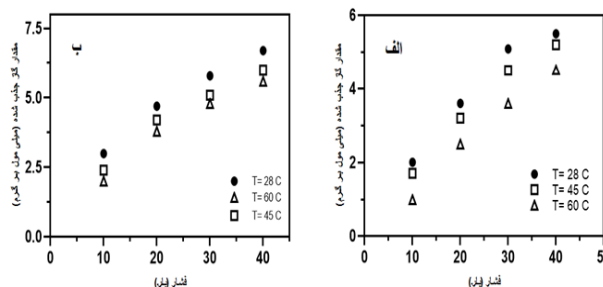 ب
مقدار گاز جذب شده (میلی مول بر گرم)
7.5
5.0
2.5
0.0
T= 28 C
T= 60 C
T= 45 C
0 10 20 30 40
فشار (بار)
الف
مقدار گاز جذب شده (میلی مول بر گرم)
6
4
2
0
T= 28 C
T= 45 C
T= 60 C
0 10 20 30 40 50
فشار (بار)